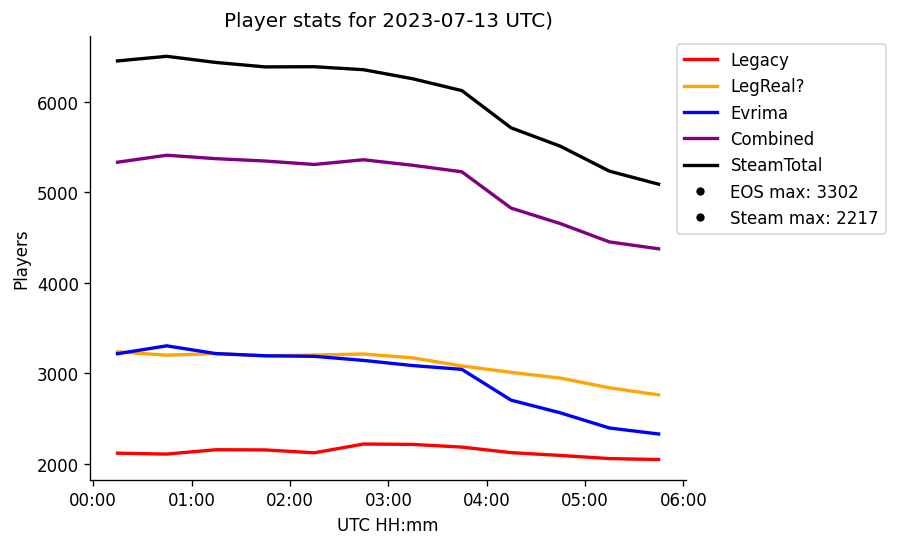 Player stats for 2023-07-13 UTC)
Legacy
LegReal?
Evrima
Combined
SteamTotal
EOS max: 3302
Steam max: 2217
Players
6000
5000
4000
3000
2000
00:00 01:00 02:00 03:00 04:00 05:00 06:00
UTC HH:mm